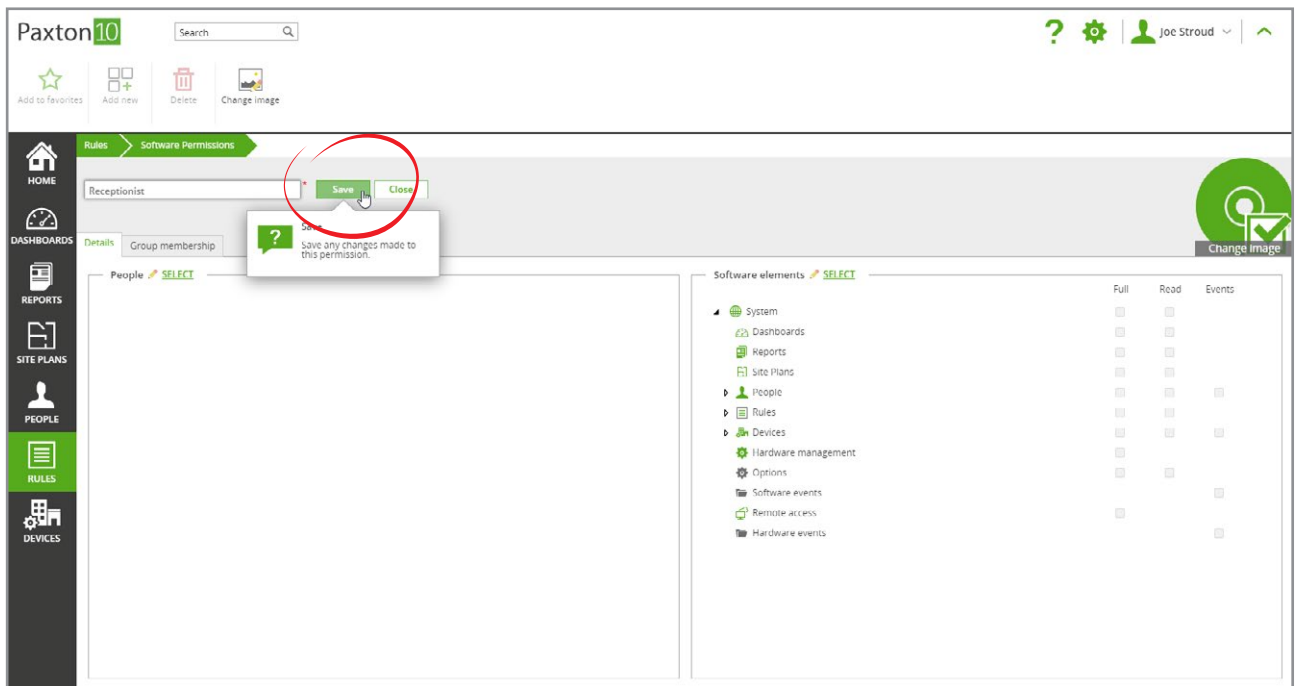 Paxton10
Search
? Joe Stroud
Add to favorites
Add new
Delete
Change image
Rules
Software Permissions
HOME
DASHBOARDS
REPORTS
SITE PLANS
PEOPLE
RULES
DEVICES
Receptionist
*
Save
Close
?
Save any changes made to
this permission.
Change image
Details
Group membership
People SELECT
Software elements SELECT
Full Read Events
System
Dashboards
Reports
Site Plans
People
Rules
Devices
Hardware management
Options
Software events
Remote access
Hardware events